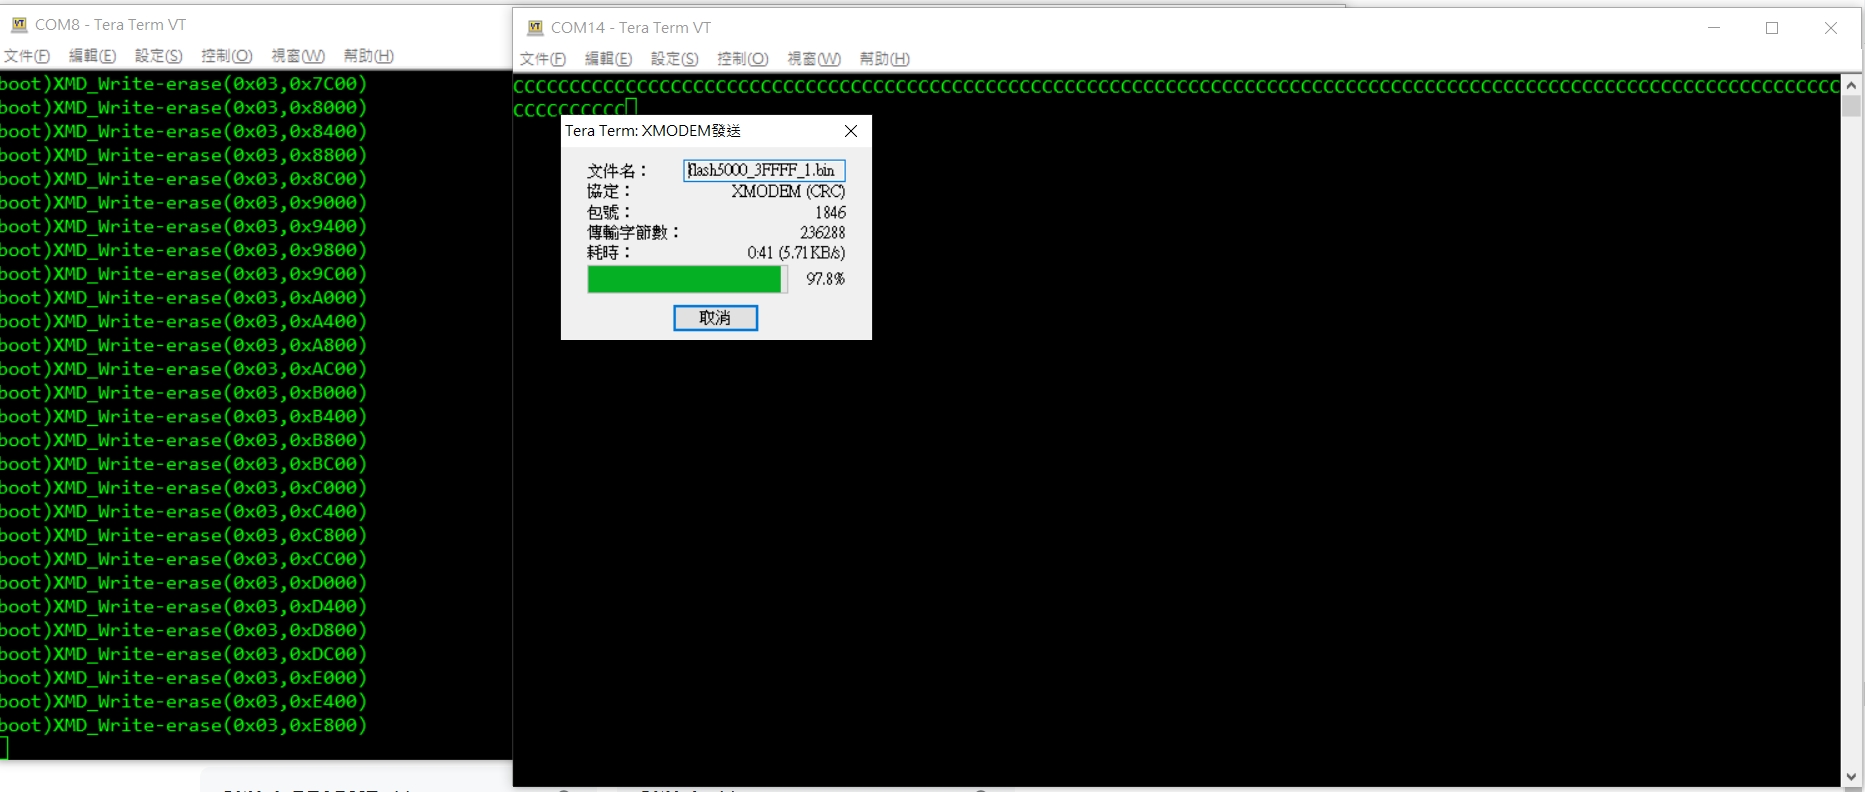 COM8 - Tera Term VT
文件(F) 編輯(E) 設定(S) 控制(O) 視窗(W) 幫助(H)
boot)XMD_Write-erase(0x03,0x7C00)
boot)XMD_Write-erase(0x03,0x8000)
boot)XMD_Write-erase(0x03,0x8400)
boot)XMD_Write-erase(0x03,0x8800)
boot)XMD_Write-erase(0x03,0x8C00)
boot)XMD_Write-erase(0x03,0x9000)
boot)XMD_Write-erase(0x03,0x9400)
boot)XMD_Write-erase(0x03,0x9800)
boot)XMD_Write-erase(0x03,0x9C00)
boot)XMD_Write-erase(0x03,0xA000)
boot)XMD_Write-erase(0x03,0xA400)
boot)XMD_Write-erase(0x03,0xA800)
boot)XMD_Write-erase(0x03,0xAC00)
boot)XMD_Write-erase(0x03,0xB000)
boot)XMD_Write-erase(0x03,0xB400)
boot)XMD_Write-erase(0x03,0xB800)
boot)XMD_Write-erase(0x03,0xBC00)
boot)XMD_Write-erase(0x03,0xC000)
boot)XMD_Write-erase(0x03,0xC400)
boot)XMD_Write-erase(0x03,0xC800)
boot)XMD_Write-erase(0x03,0xCC00)
boot)XMD_Write-erase(0x03,0xD000)
boot)XMD_Write-erase(0x03,0xD400)
boot)XMD_Write-erase(0x03,0xD800)
boot)XMD_Write-erase(0x03,0xDC00)
boot)XMD_Write-erase(0x03,0xE000)
boot)XMD_Write-erase(0x03,0xE400)
boot)XMD_Write-erase(0x03,0xE800)
COM14 - Tera Term VT
文件(F) 編輯(E) 設定(S) 控制(O) 視窗(W) 幫助(H)
CCCCCCCCCCCCCCCCCCCCCCCCCCCCCCCCCCCCCCCCCCCCCCCCCCCCCCCCCCCCCCCCCCCCCCCCCCCCCCCCCCCCCCCCCCCCCCCCCCCCCCCCCCCCCCCCCCCCCC
CCCCCCCCCC
Tera Term: XMODEM發送
文件名： flash5000_3FFFF_1.bin
協定： XMODEM (CRC)
包號： 1846
傳輸字節數： 236288
耗時： 0:41 (5.71KB/s)
97.8%
取消